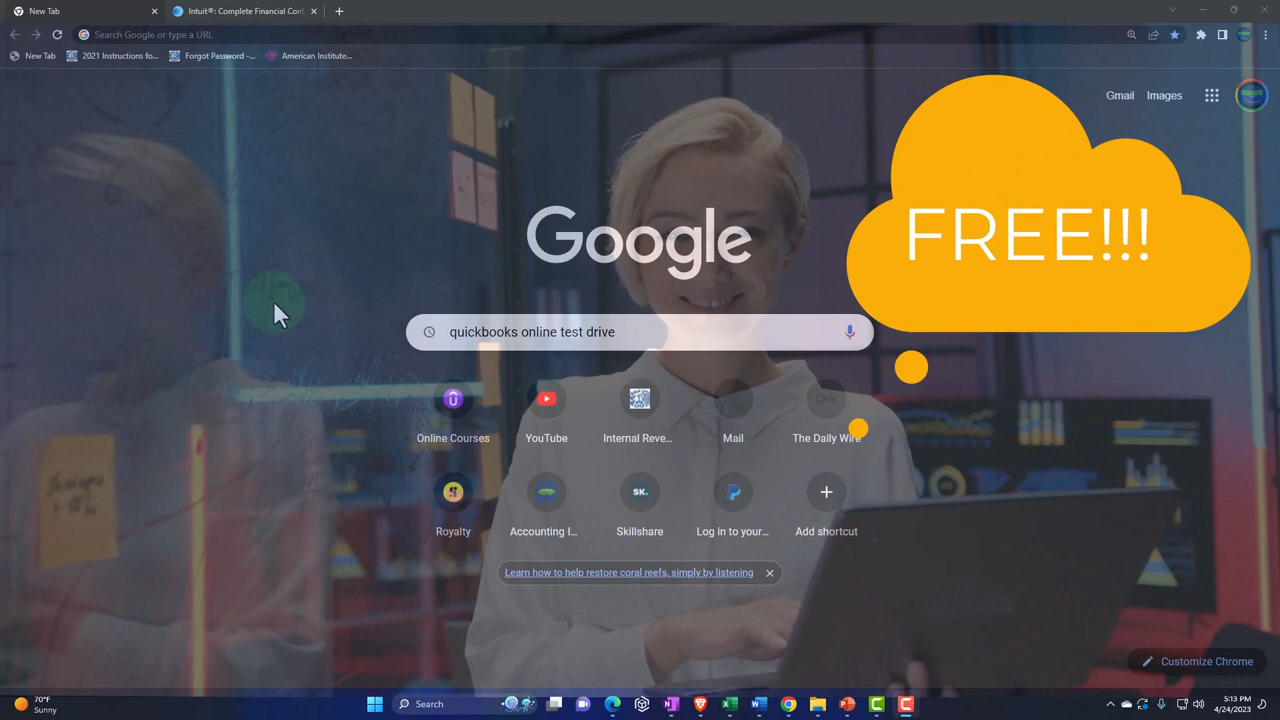 New Tab
Intuit®: Complete Financial Conf
Search Google or type a URL
New Tab
2021 Instructions fo...
Forgot Password -...
American Institute...
Gmail
Images
FREE!!!
Google
quickbooks online test drive
Online Courses
YouTube
Internal Reve...
Mail
The Daily Wire
SK.
Royalty
Accounting I...
Skillshare
Log in to your...
Add shortcut
Learn how to help restore coral reefs, simply by listening
Customize Chrome
70°F
Sunny
Search
5:13 PM
4/24/2023